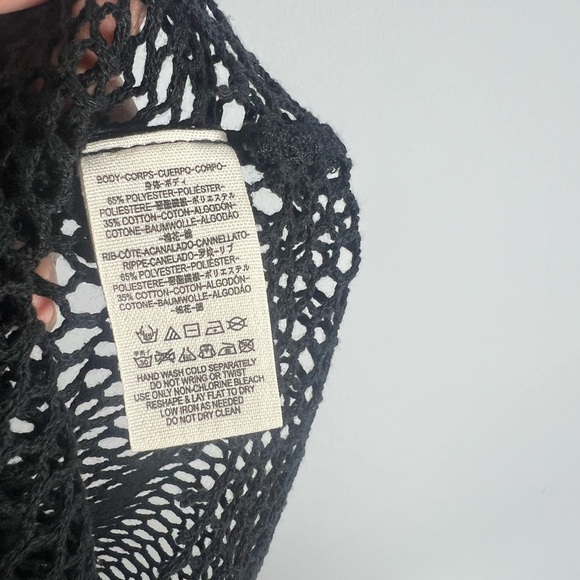 BODY-CORPS-CUERPO-CORPO-
身体-ボディ
65% POLYESTER-POLIÉSTER-
POLIESTERE-聚酯纖維-ポリエステル
35% COTTON-COTON-ALGODÓN-
COTONE-BAUMWOLLE-ALGODÃO
-棉花-綿
RIB-CÔTE-ACANALADO-CANNELLATO-
RIPPE-CANELADO-罗纹-リブ
65% POLYESTER-POLIÉSTER-
POLIESTERE-聚酯纖維-ポリエステル
35% COTTON-COTON-ALGODÓN-
COTONE-BAUMWOLLE-ALGODÃO
-棉花-綿
HAND WASH COLD SEPARATELY
DO NOT WRING OR TWIST
USE ONLY NON-CHLORINE BLEACH
RESHAPE & LAY FLAT TO DRY
LOW IRON AS NEEDED
DO NOT DRY CLEAN